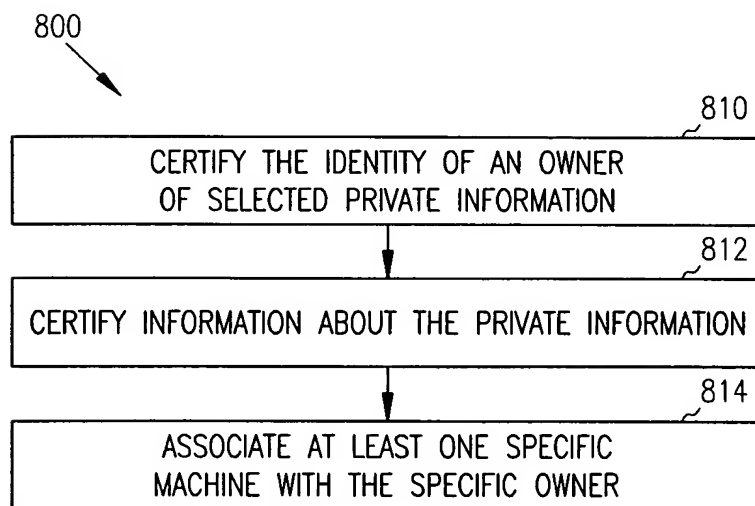 800
810
CERTIFY THE IDENTITY OF AN OWNER
OF SELECTED PRIVATE INFORMATION
812
CERTIFY INFORMATION ABOUT THE PRIVATE INFORMATION
814
ASSOCIATE AT LEAST ONE SPECIFIC
MACHINE WITH THE SPECIFIC OWNER